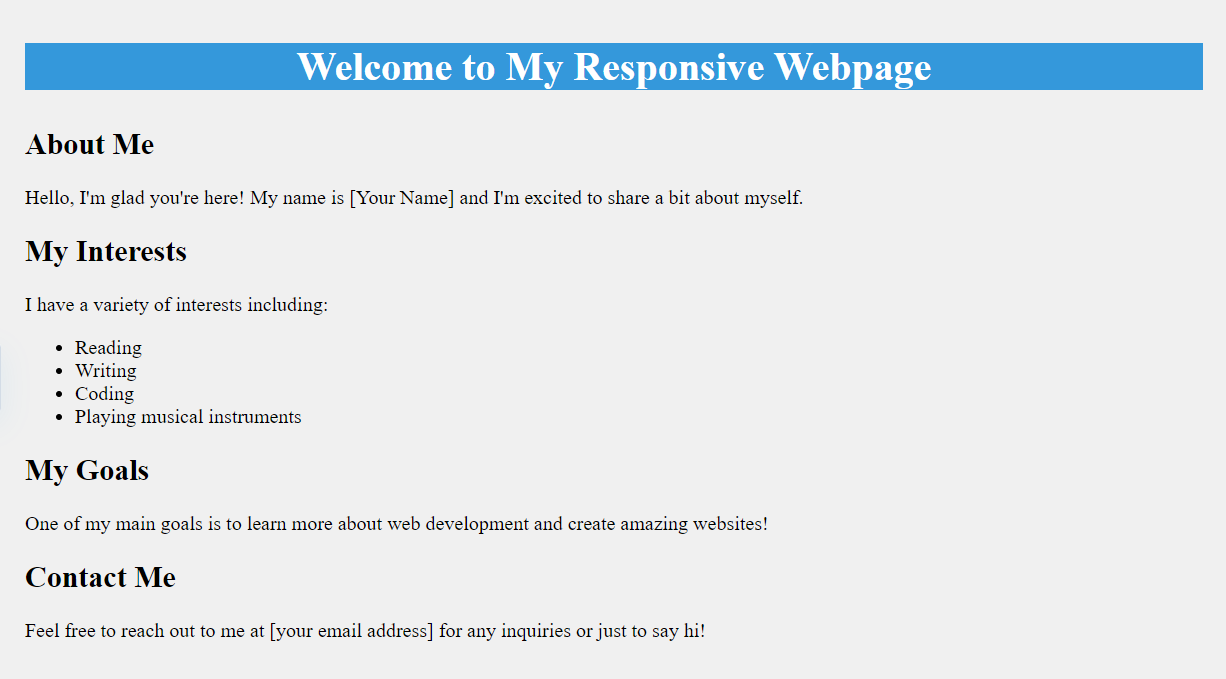 Welcome to My Responsive Webpage
About Me
Hello, I'm glad you're here! My name is [Your Name] and I'm excited to share a bit about myself.
My Interests
I have a variety of interests including:
Reading
Writing
Coding
Playing musical instruments
My Goals
One of my main goals is to learn more about web development and create amazing websites!
Contact Me
Feel free to reach out to me at [your email address] for any inquiries or just to say hi!